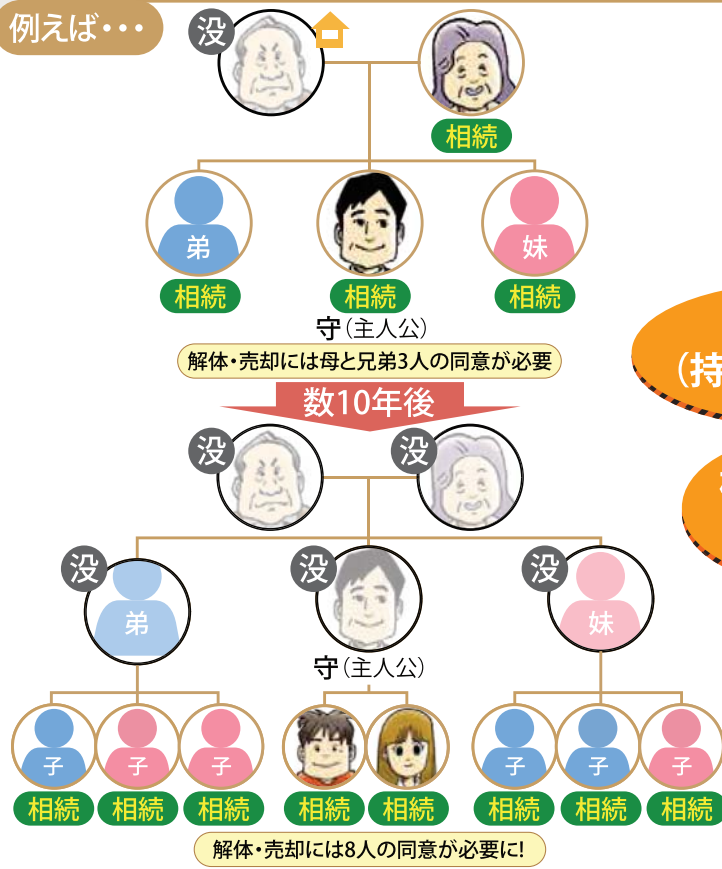 例えば・・・
没
相続
弟
妹
相続
相続
相続
守(主人公)
解体・売却には母と兄弟3人の同意が必要
(持
数10年後
没
没
没
没
没
弟
妹
守(主人公)
子
子
子
子
子
子
相続
相続
相続
相続
相続
相続
相続
相続
解体・売却には8人の同意が必要に!